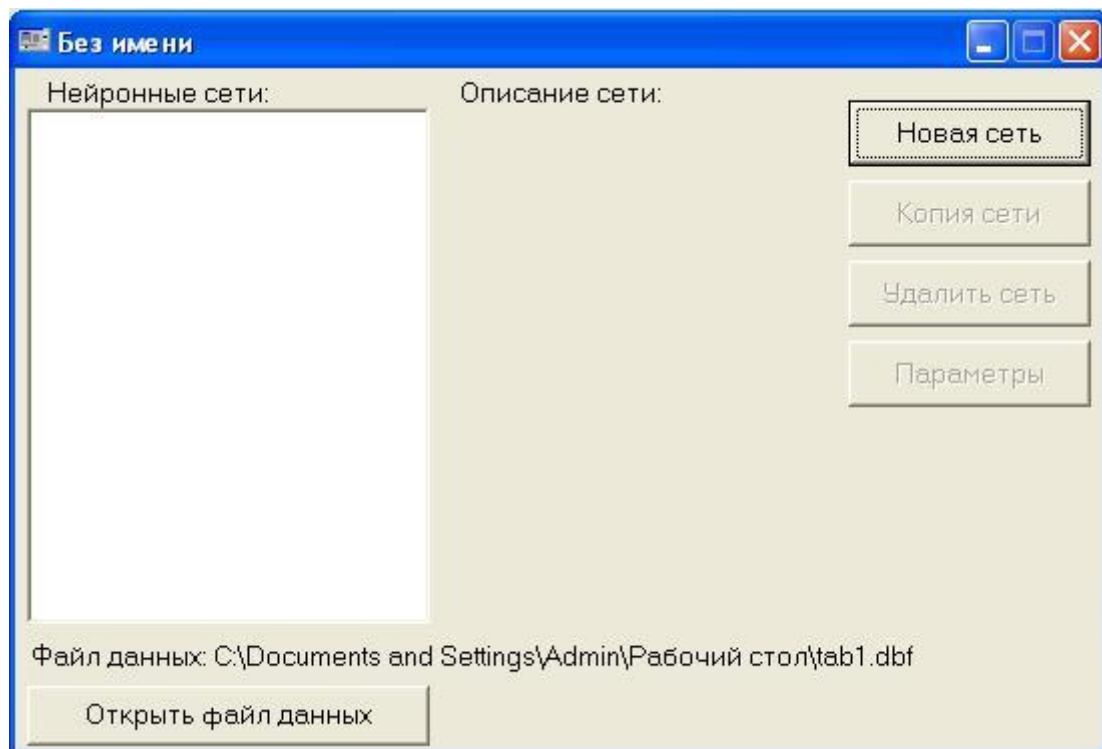 Без имени
Нейронные сети:
Описание сети:
Новая сеть
Копия сети
Удалить сеть
Параметры
Файл данных: C:\Documents and Settings\Admin\Рабочий стол\tab1.dbf
Открыть файл данных